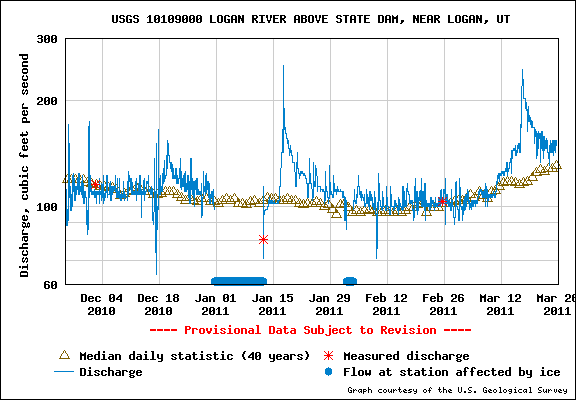 USGS 10109000 LOGAN RIVER ABOVE STATE DAM, NEAR LOGAN, UT
Discharge, cubic feet per second
300
200
100
60
Dec 04 2010
Dec 18 2010
Jan 01 2011
Jan 15 2011
Jan 29 2011
Feb 12 2011
Feb 26 2011
Mar 12 2011
Mar 26 2011
---- Provisional Data Subject to Revision ----
Median daily statistic (40 years)
Measured discharge
Discharge
Flow at station affected by ice
Graph courtesy of the U.S. Geological Survey